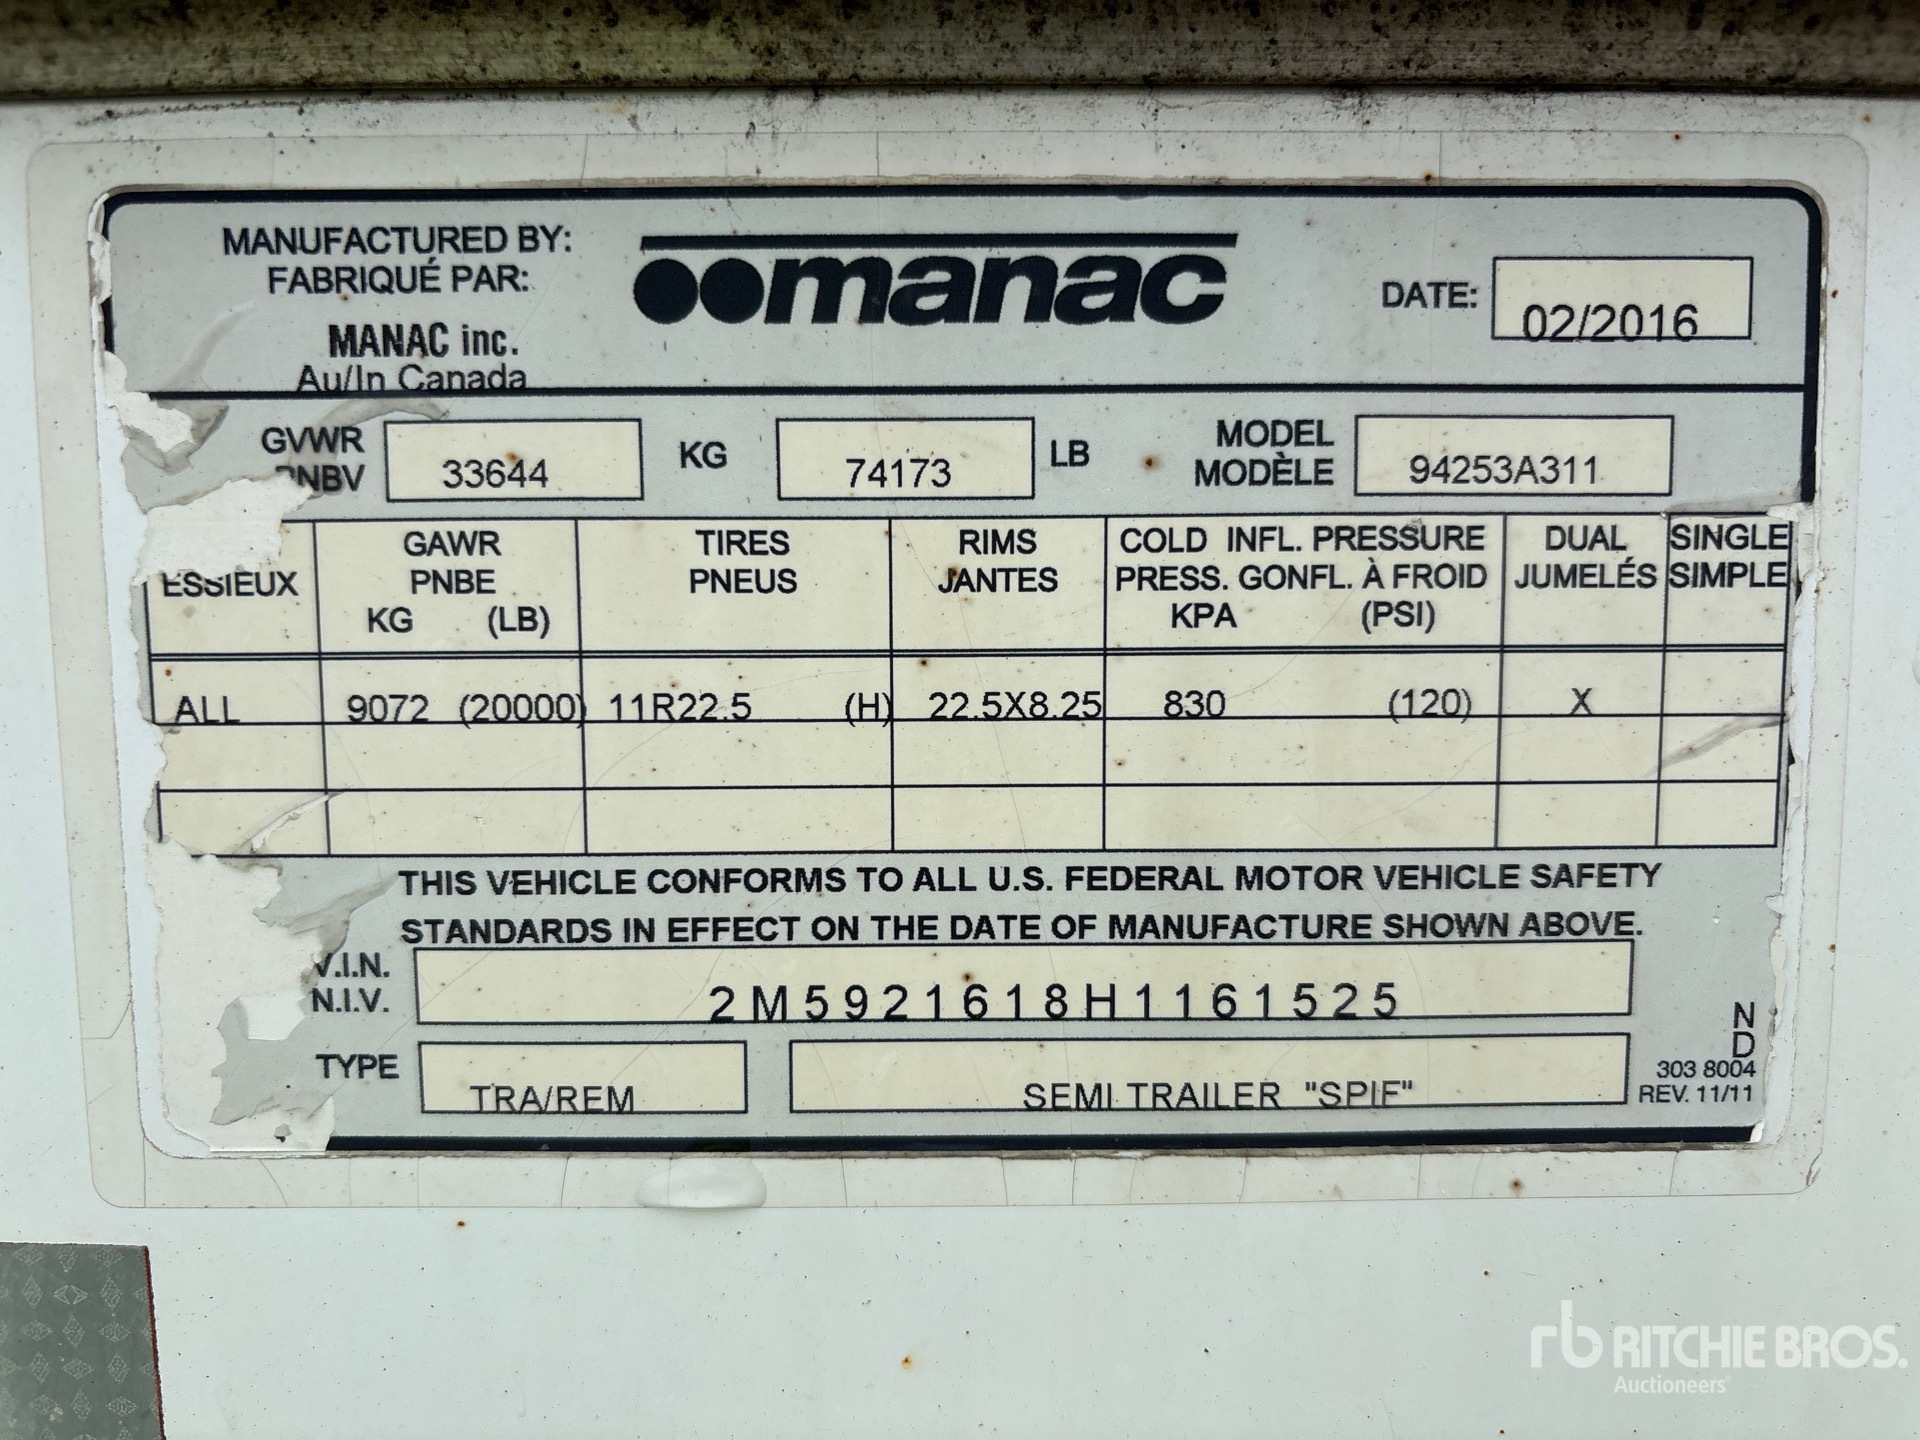 MANUFACTURED BY:
FABRIQUÉ PAR:
MANAC inc.
Au/In Canada
manac
DATE: 02/2016
GVWR 33644 KG 74173 LB
PNBV
MODEL 94253A311
MODÈLE
ESSIEUX
GAWR
PNBE
KG (LB)
TIRES
PNEUS
RIMS
JANTES
COLD INFL. PRESSURE
PRESS. GONFL. À FROID
KPA (PSI)
DUAL
JUMELÉS
SINGLE
SIMPLE
ALL 9072 (20000) 11R22.5 (H) 22.5X8.25 830 (120) X
THIS VEHICLE CONFORMS TO ALL U.S. FEDERAL MOTOR VEHICLE SAFETY
STANDARDS IN EFFECT ON THE DATE OF MANUFACTURE SHOWN ABOVE.
V.I.N.
N.I.V.
2M5921618H1161525
TYPE TRA/REM SEMI TRAILER "SPIF"
N
D
303 8004
REV. 11/11
rb RITCHIE BROS.
Auctioneers